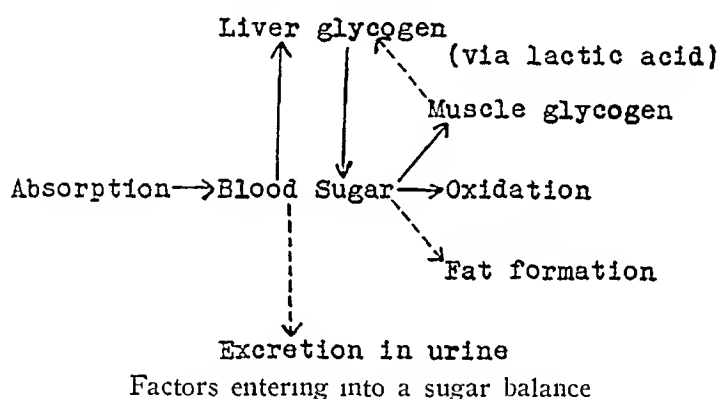 Liver glycogen
(via lactic acid)
Muscle glycogen
Absorption Blood Sugar Oxidation
Fat formation
Excretion in urine
Factors entering into a sugar balance